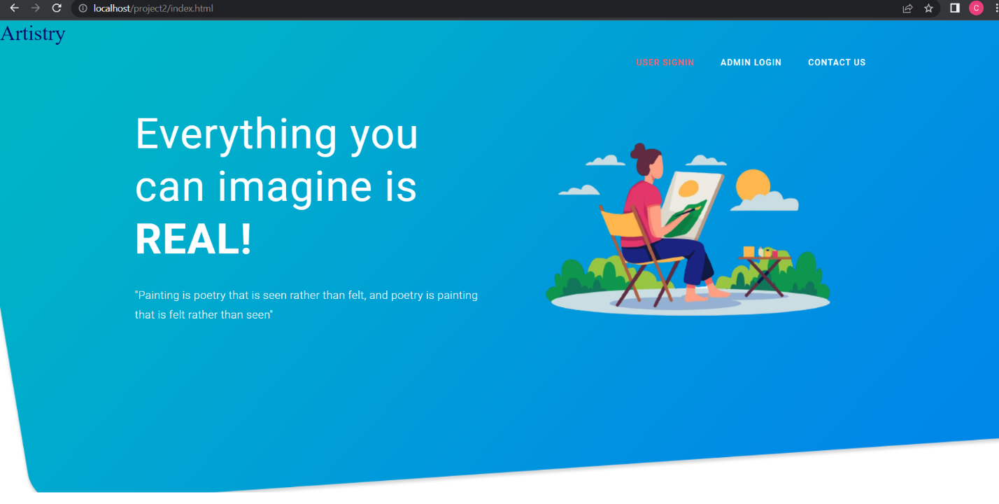 localhost/project2/index.html
C
Artistry
USER SIGNIN ADMIN LOGIN CONTACT US
Everything you
can imagine is
REAL!
"Painting is poetry that is seen rather than felt, and poetry is painting
that is felt rather than seen"